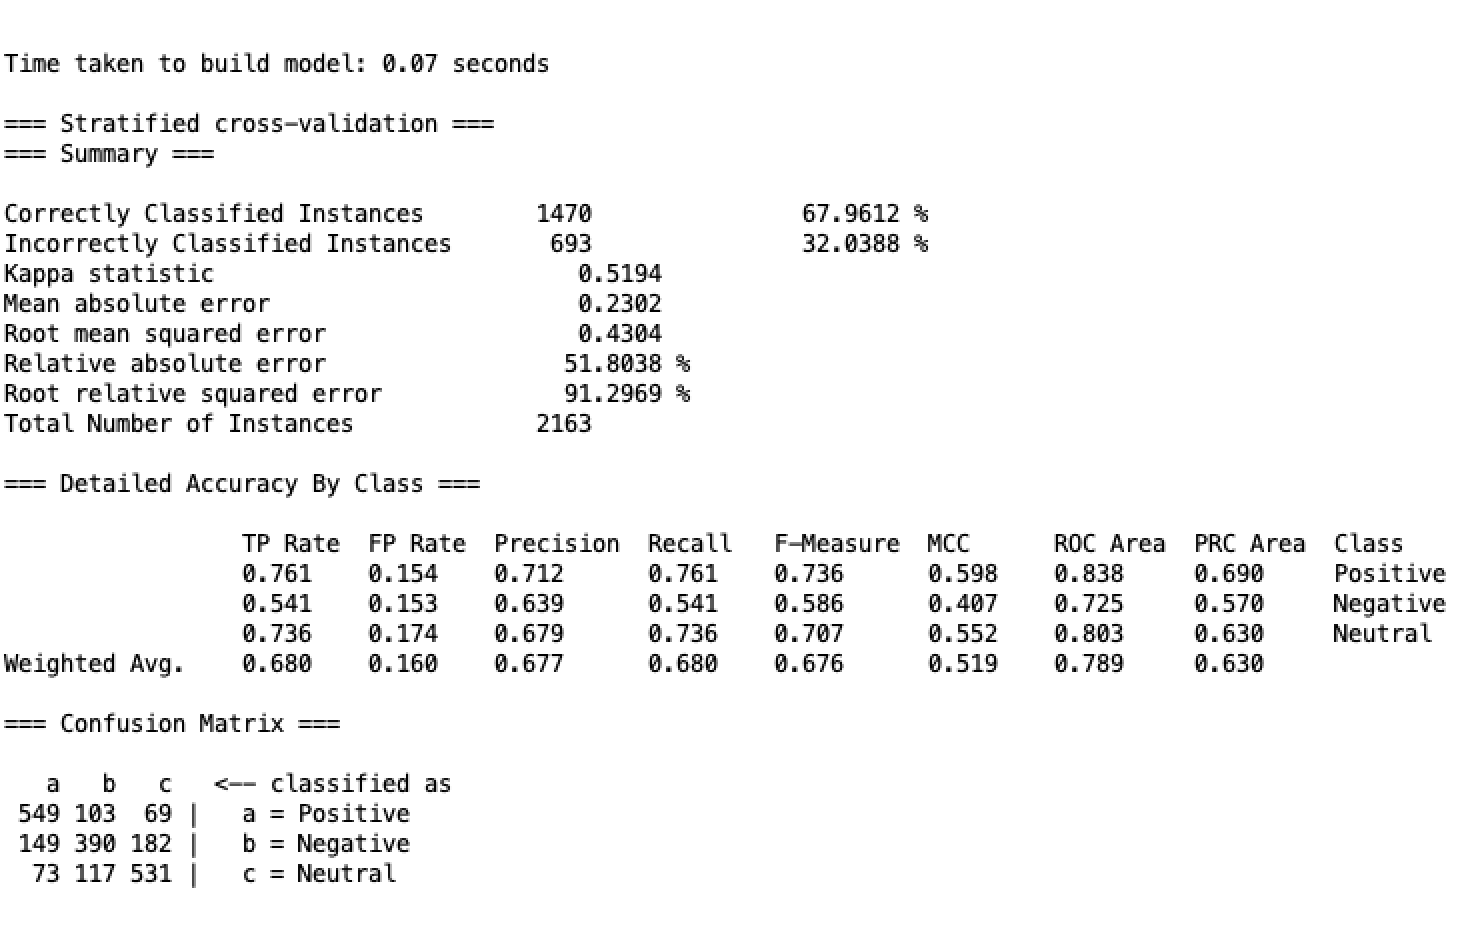 Time taken to build model: 0.07 seconds
=== Stratified cross-validation ===
=== Summary ===
Correctly Classified Instances        1470               67.9612 %
Incorrectly Classified Instances       693               32.0388 %
Kappa statistic                          0.5194
Mean absolute error                      0.2302
Root mean squared error                  0.4304
Relative absolute error                 51.8038 %
Root relative squared error             91.2969 %
Total Number of Instances             2163
=== Detailed Accuracy By Class ===
                 TP Rate  FP Rate  Precision  Recall   F-Measure  MCC      ROC Area  PRC Area  Class
                 0.761    0.154    0.712      0.761    0.736      0.598    0.838     0.690     Positive
                 0.541    0.153    0.639      0.541    0.586      0.407    0.725     0.570     Negative
                 0.736    0.174    0.679      0.736    0.707      0.552    0.803     0.630     Neutral
Weighted Avg.    0.680    0.160    0.677      0.680    0.676      0.519    0.789     0.630
=== Confusion Matrix ===
   a   b   c   <-- classified as
 549 103  69 |   a = Positive
 149 390 182 |   b = Negative
  73 117 531 |   c = Neutral